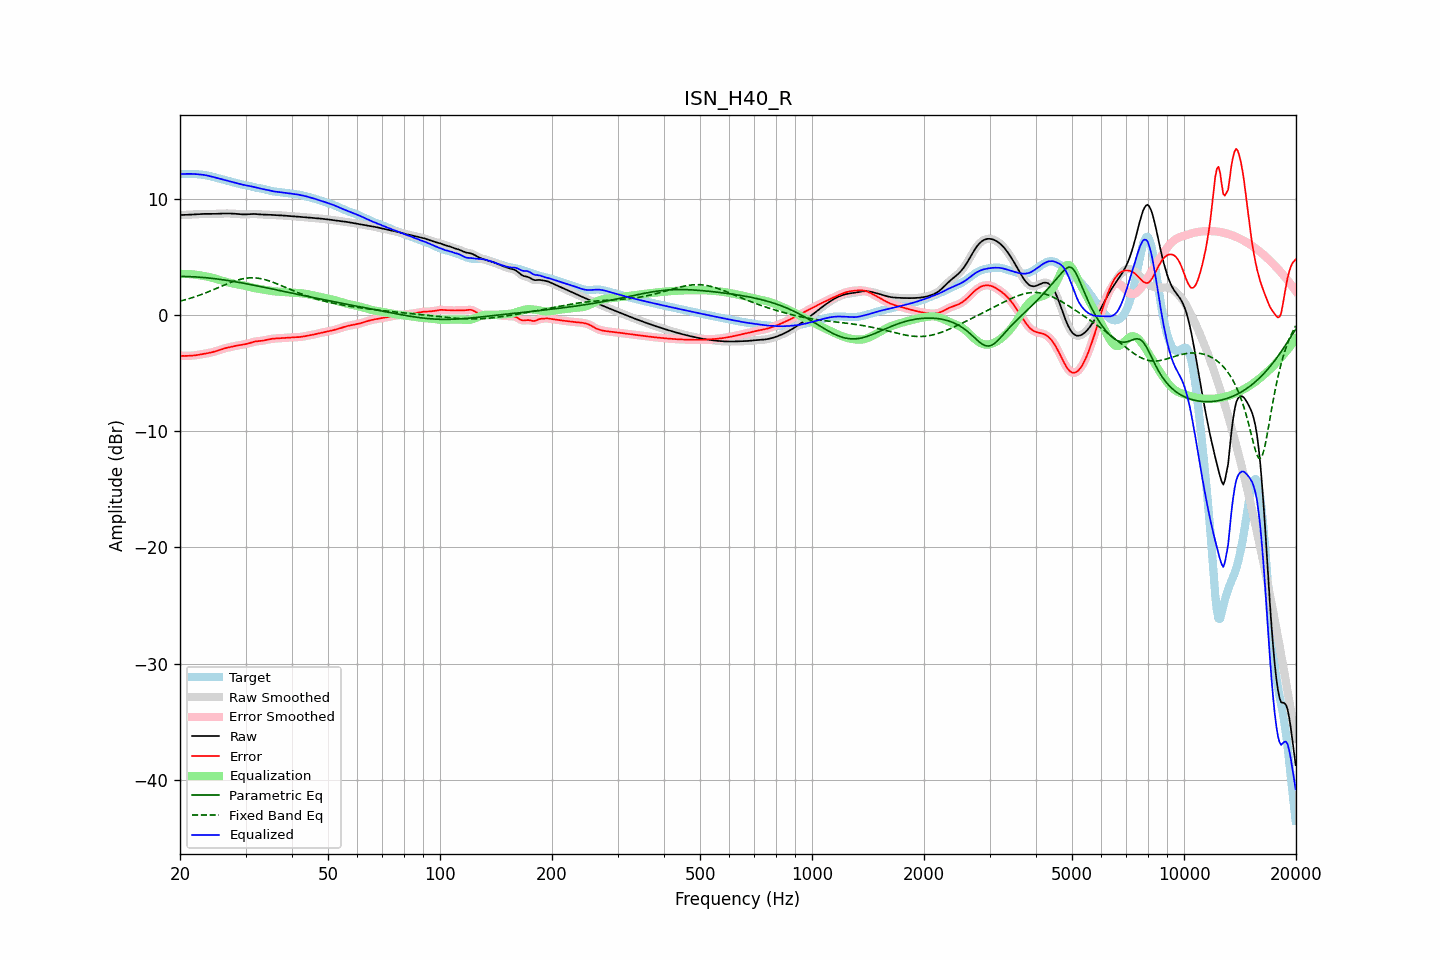 ISN_H40_R
Amplitude (dBr)
10
0
−10
−20
−30
−40
Target
Raw Smoothed
Error Smoothed
Raw
Error
Equalization
Parametric Eq
Fixed Band Eq
Equalized
20 50 100 200 500 1000 2000 5000 10000 20000
Frequency (Hz)